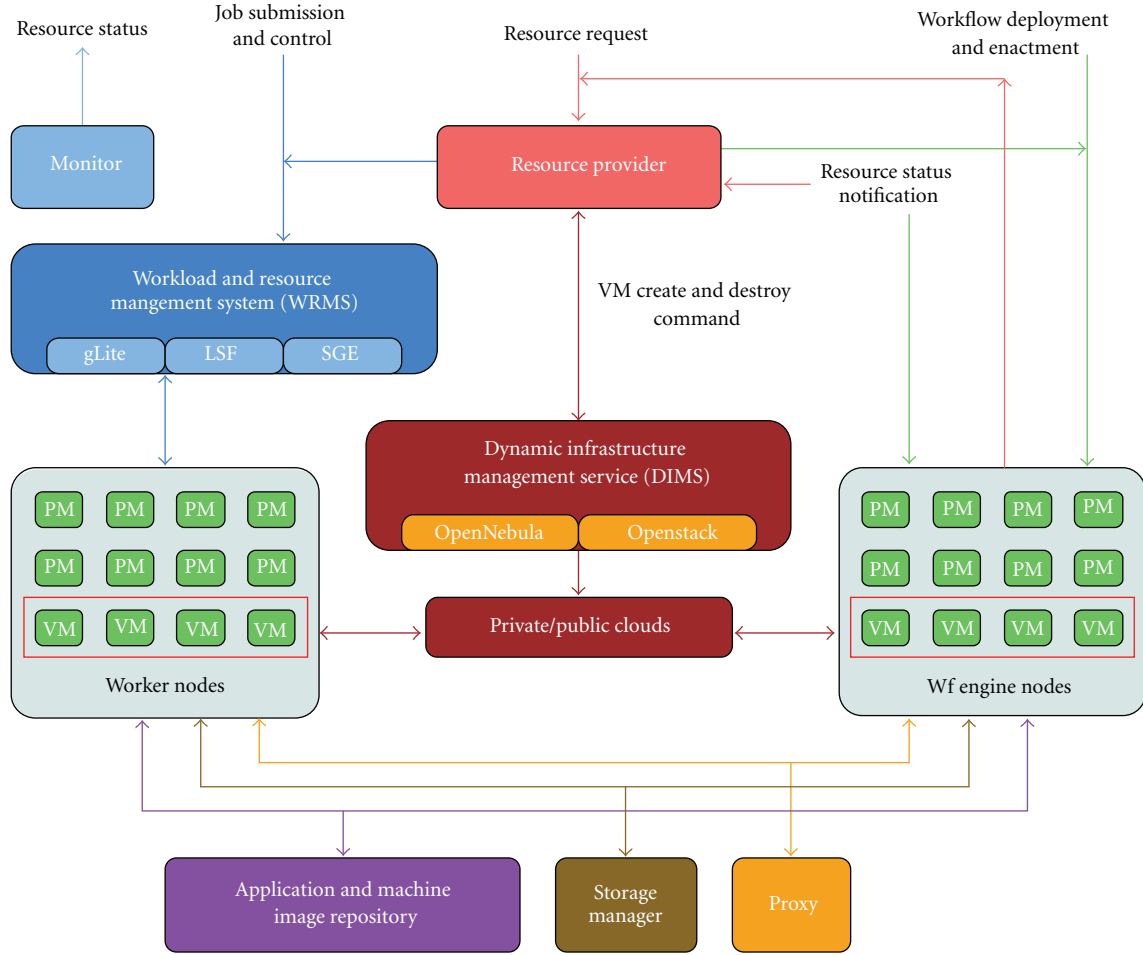 Resource status
Job submission
and control
Resource request
Workflow deployment
and enactment
Monitor
Resource provider
Resource status
notification
Workload and resource
mangement system (WRMS)
gLite
LSF
SGE
VM create and destroy
command
Dynamic infrastructure
management service (DIMS)
OpenNebula
Openstack
PM PM PM PM
PM PM PM PM
VM VM VM VM
Worker nodes
Private/public clouds
PM PM PM PM
PM PM PM PM
VM VM VM VM
Wf engine nodes
Application and machine
image repository
Storage
manager
Proxy